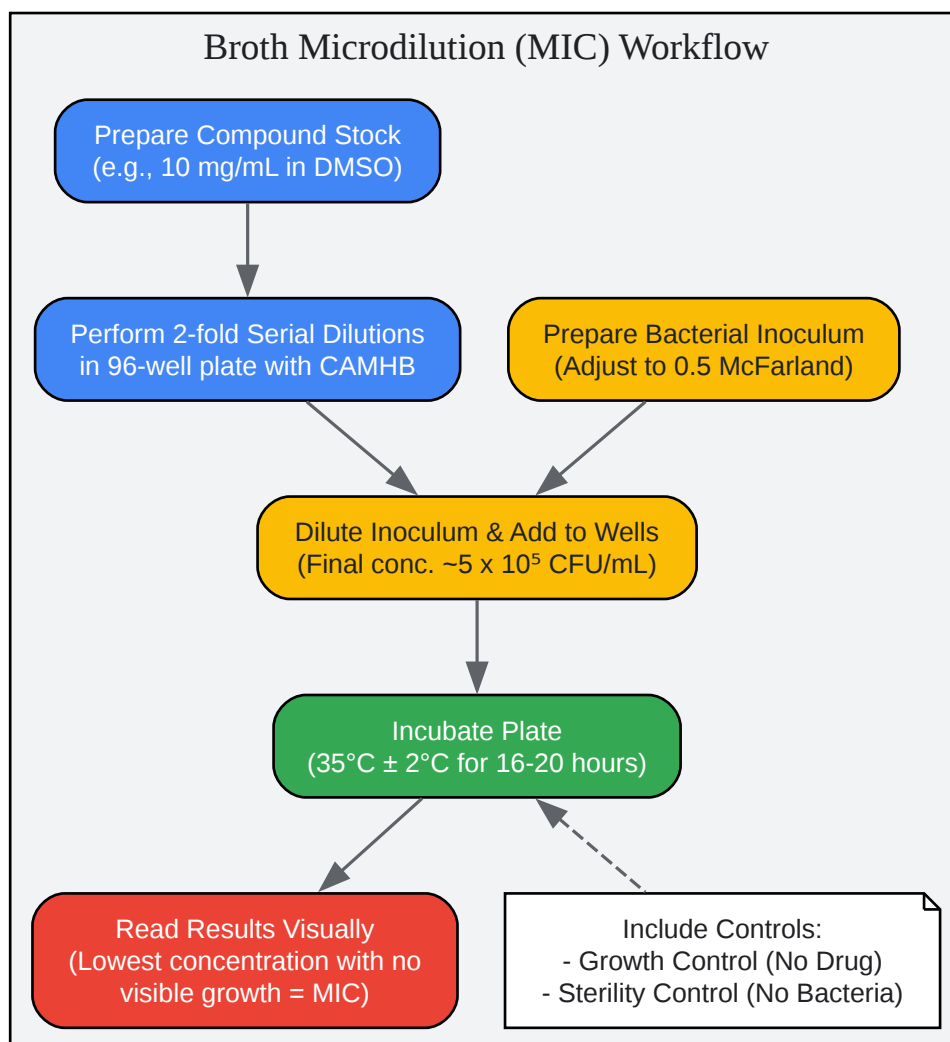 Broth Microdilution (MIC) Workflow
Prepare Compound Stock
(e.g., 10 mg/mL in DMSO)
Perform 2-fold Serial Dilutions
in 96-well plate with CAMHB
Prepare Bacterial Inoculum
(Adjust to 0.5 McFarland)
Dilute Inoculum & Add to Wells
(Final conc. ~5 x 10⁵ CFU/mL)
Incubate Plate
(35°C ± 2°C for 16-20 hours)
Read Results Visually
(Lowest concentration with no
visible growth = MIC)
Include Controls:
- Growth Control (No Drug)
- Sterility Control (No Bacteria)